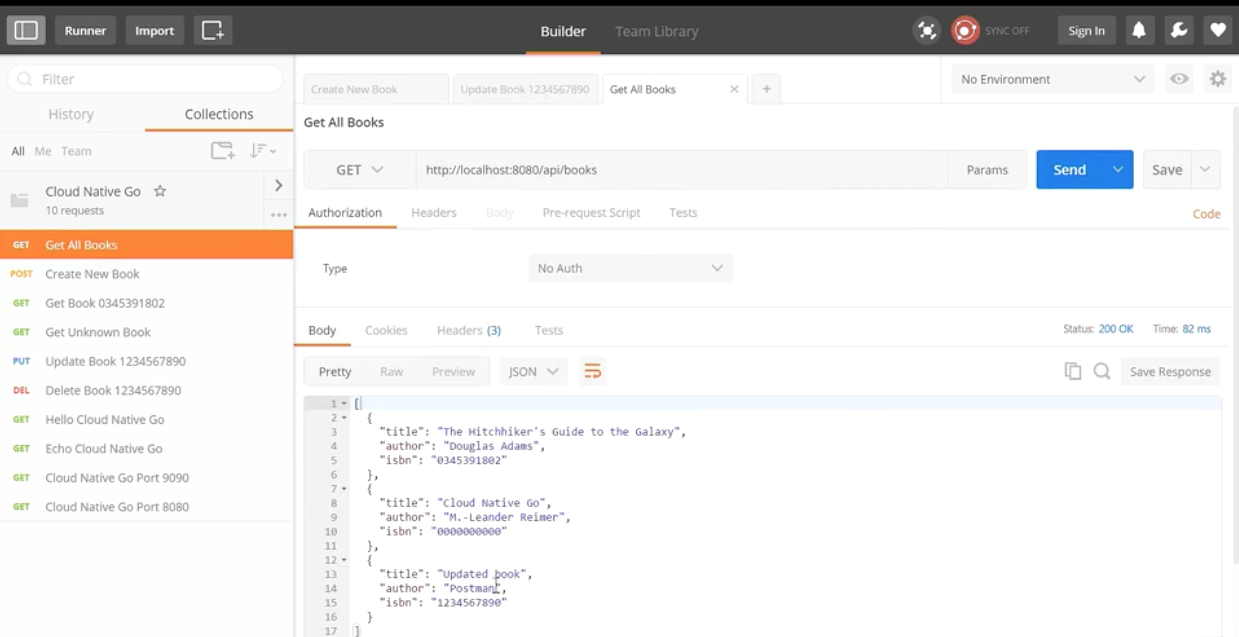 Runner Import Builder Team Library SYNC OFF Sign In
Filter
History Collections
All Me Team
Cloud Native Go
10 requests
GET Get All Books
POST Create New Book
GET Get Book 0345391802
GET Get Unknown Book
PUT Update Book 1234567890
DEL Delete Book 1234567890
GET Hello Cloud Native Go
GET Echo Cloud Native Go
GET Cloud Native Go Port 9090
GET Cloud Native Go Port 8080
Create New Book Update Book 1234567890 Get All Books No Environment
Get All Books
GET http://localhost:8080/api/books Params Send Save
Authorization Headers Body Pre-request Script Tests Code
Type No Auth
Body Cookies Headers (3) Tests Status: 200 OK Time: 82 ms
Pretty Raw Preview JSON Save Response
1 [
2 {
3 "title": "The Hitchhiker's Guide to the Galaxy",
4 "author": "Douglas Adams",
5 "isbn": "0345391802"
6 },
7 {
8 "title": "Cloud Native Go",
9 "author": "M.-Leander Reimer",
10 "isbn": "0000000000"
11 },
12 {
13 "title": "Updated book",
14 "author": "Postman",
15 "isbn": "1234567890"
16 }
17 ]